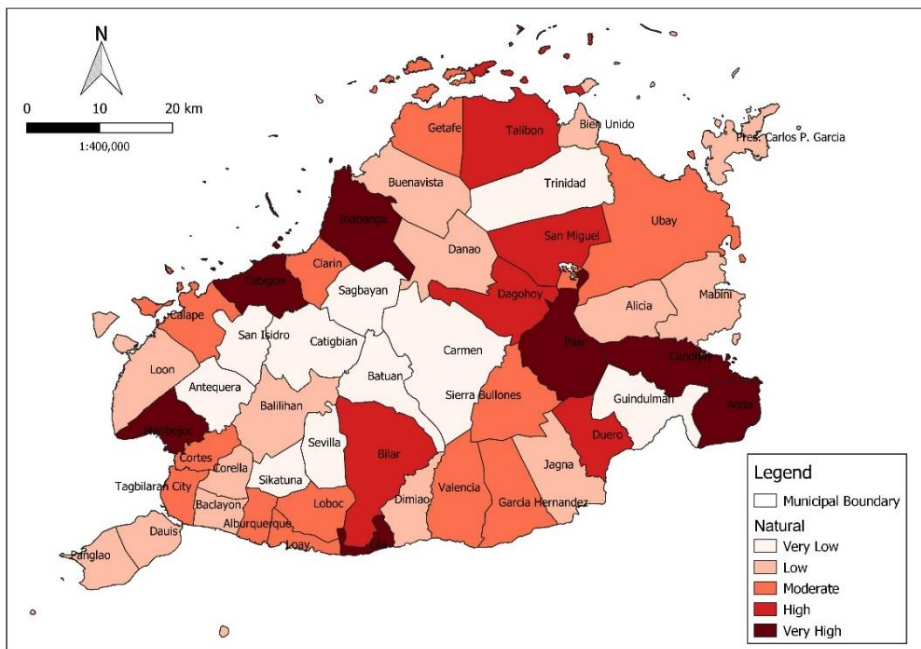 N
0 10 20 km
1:400,000
Getafe
Talibon
Bien Unido
Pres. Carlos P. Garcia
Buenavista
Trinidad
Inabanga
Ubay
Danao
San Miguel
Clarin
Tubigon
Sagbayan
Dagohoy
Mabini
Alicia
Calape
San Isidro
Catigbian
Carmen
Pilar
Candijay
Loon
Antequera
Batuan
Sierra Bullones
Guindulman
Anda
Balilihan
Maribojoc
Sevilla
Bilar
Duero
Cortes
Corella
Jagna
Sikatuna
Tagbilaran City
Baclayon
Loboc
Dimiao
Valencia
Garcia Hernandez
Alburquerque
Dauis
Loay
Panglao
Legend
Municipal Boundary
Natural
Very Low
Low
Moderate
High
Very High